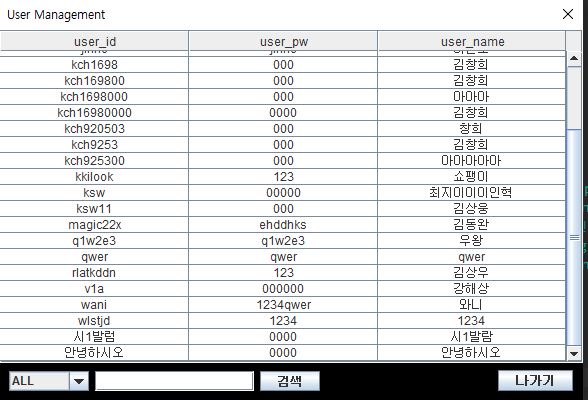 User Management
user_id user_pw user_name
kch1698 000 김창희
kch169800 000 김창희
kch1698000 000 아아아
kch16980000 0000 김창희
kch920503 000 창희
kch9253 000 김창희
kch925300 000 아아아아아
kkilook 123 쇼팽이
ksw 00000 최지이이이인혁
ksw11 000 김상웅
magic22x ehddhks 김동완
q1w2e3 q1w2e3 우왕
qwer qwer qwer
rlatkddn 123 김상우
v1a 000000 강해상
wani 1234qwer 와니
wlstjd 1234 1234
시1발럼 0000 시1발럼
안녕하시오 0000 안녕하시오
ALL 검색 나가기